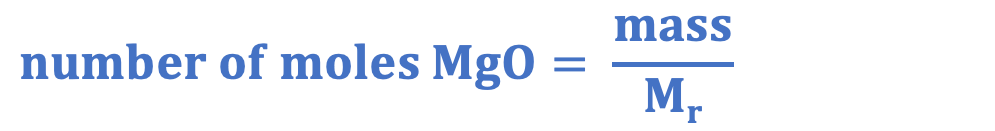 number of moles MgO = mass
Mᵣ